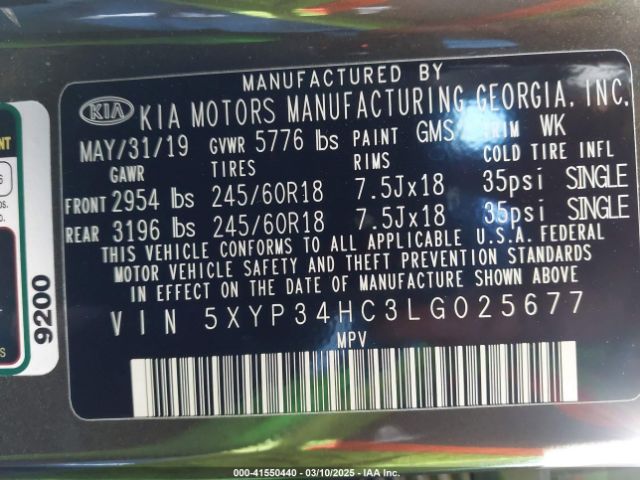 MANUFACTURED BY
KIA KIA MOTORS MANUFACTURING GEORGIA. INC.
MAY/31/19 GVWR 5776 lbs PAINT GMS/ TRIM WK
GAWR TIRES RIMS COLD TIRE INFL
FRONT 2954 lbs 245/60R18 7.5Jx18 35psi SINGLE
REAR 3196 lbs 245/60R18 7.5Jx18 35psi SINGLE
THIS VEHICLE CONFORMS TO ALL APPLICABLE U.S.A. FEDERAL
MOTOR VEHICLE SAFETY AND THEFT PREVENTION STANDARDS
IN EFFECT ON THE DATE OF MANUFACTURE SHOWN ABOVE
VIN 5XYP34HC3LG025677
MPV
9200
000-41550440 - 03/10/2025 - IAA Inc.